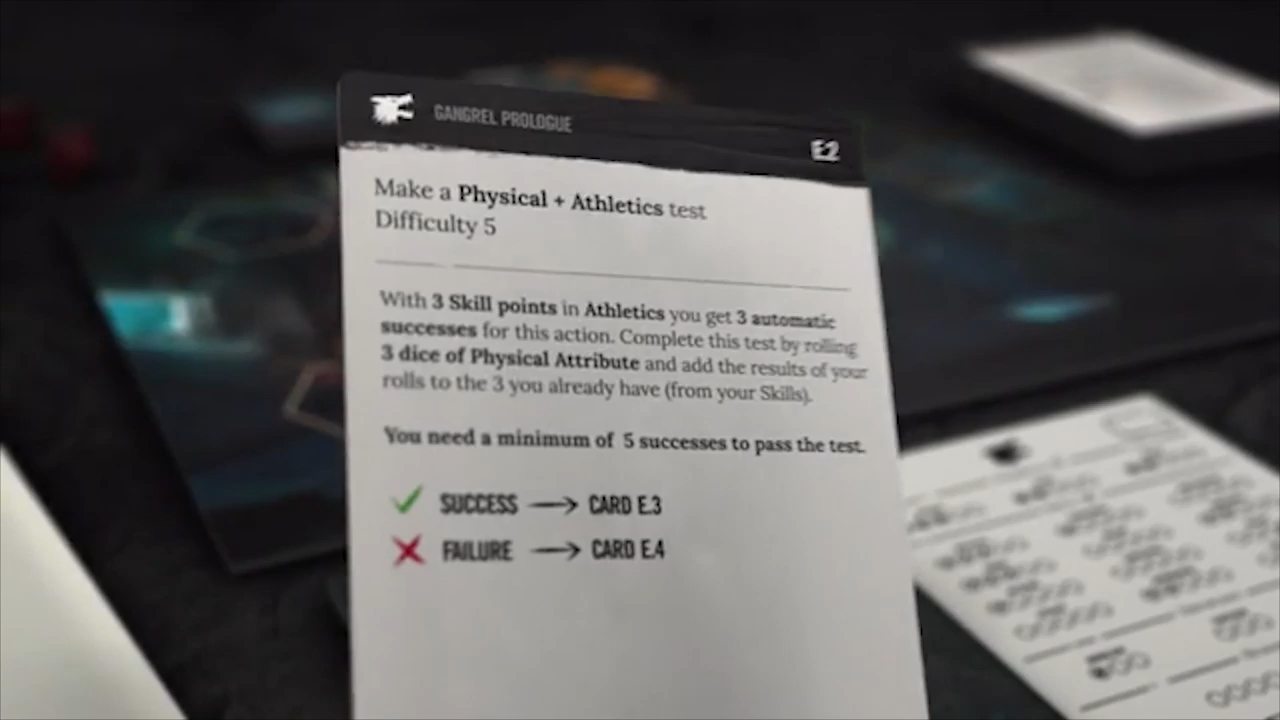 GANGREL PROLOGUE
E2
Make a Physical + Athletics test
Difficulty 5
With 3 Skill points in Athletics you get 3 automatic
successes for this action. Complete this test by rolling
3 dice of Physical Attribute and add the results of your
rolls to the 3 you already have (from your Skills).
You need a minimum of 5 successes to pass the test.
SUCCESS → CARD E.3
FAILURE → CARD E.4